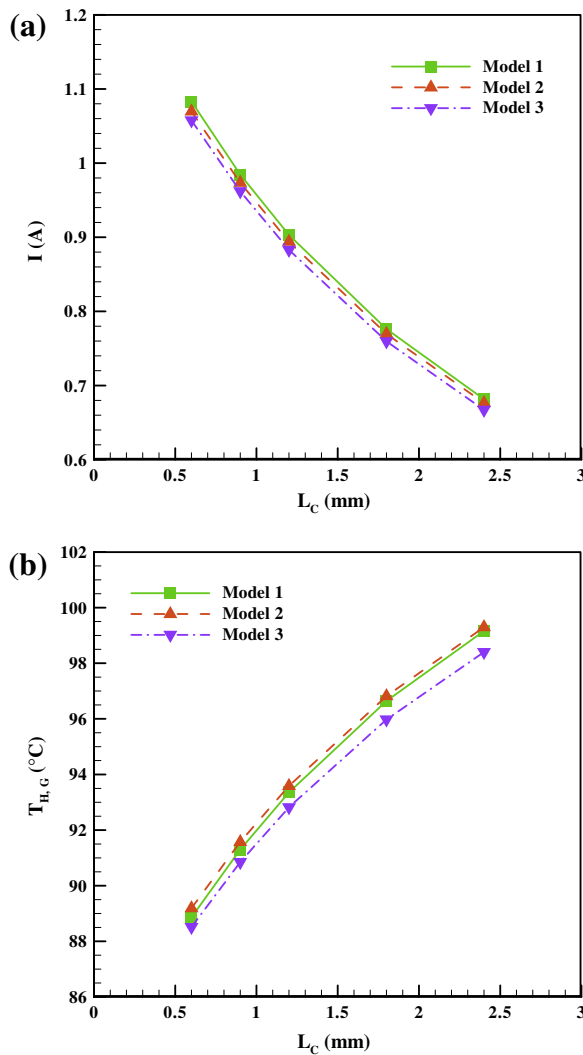 (a)
1.2
1.1
1
0.9
0.8
0.7
0.6
I (A)
Model 1
Model 2
Model 3
0 0.5 1 1.5 2 2.5 3
L_C (mm)
(b)
102
100
98
96
94
92
90
88
86
T_H, G (°C)
Model 1
Model 2
Model 3
0 0.5 1 1.5 2 2.5 3
L_C (mm)